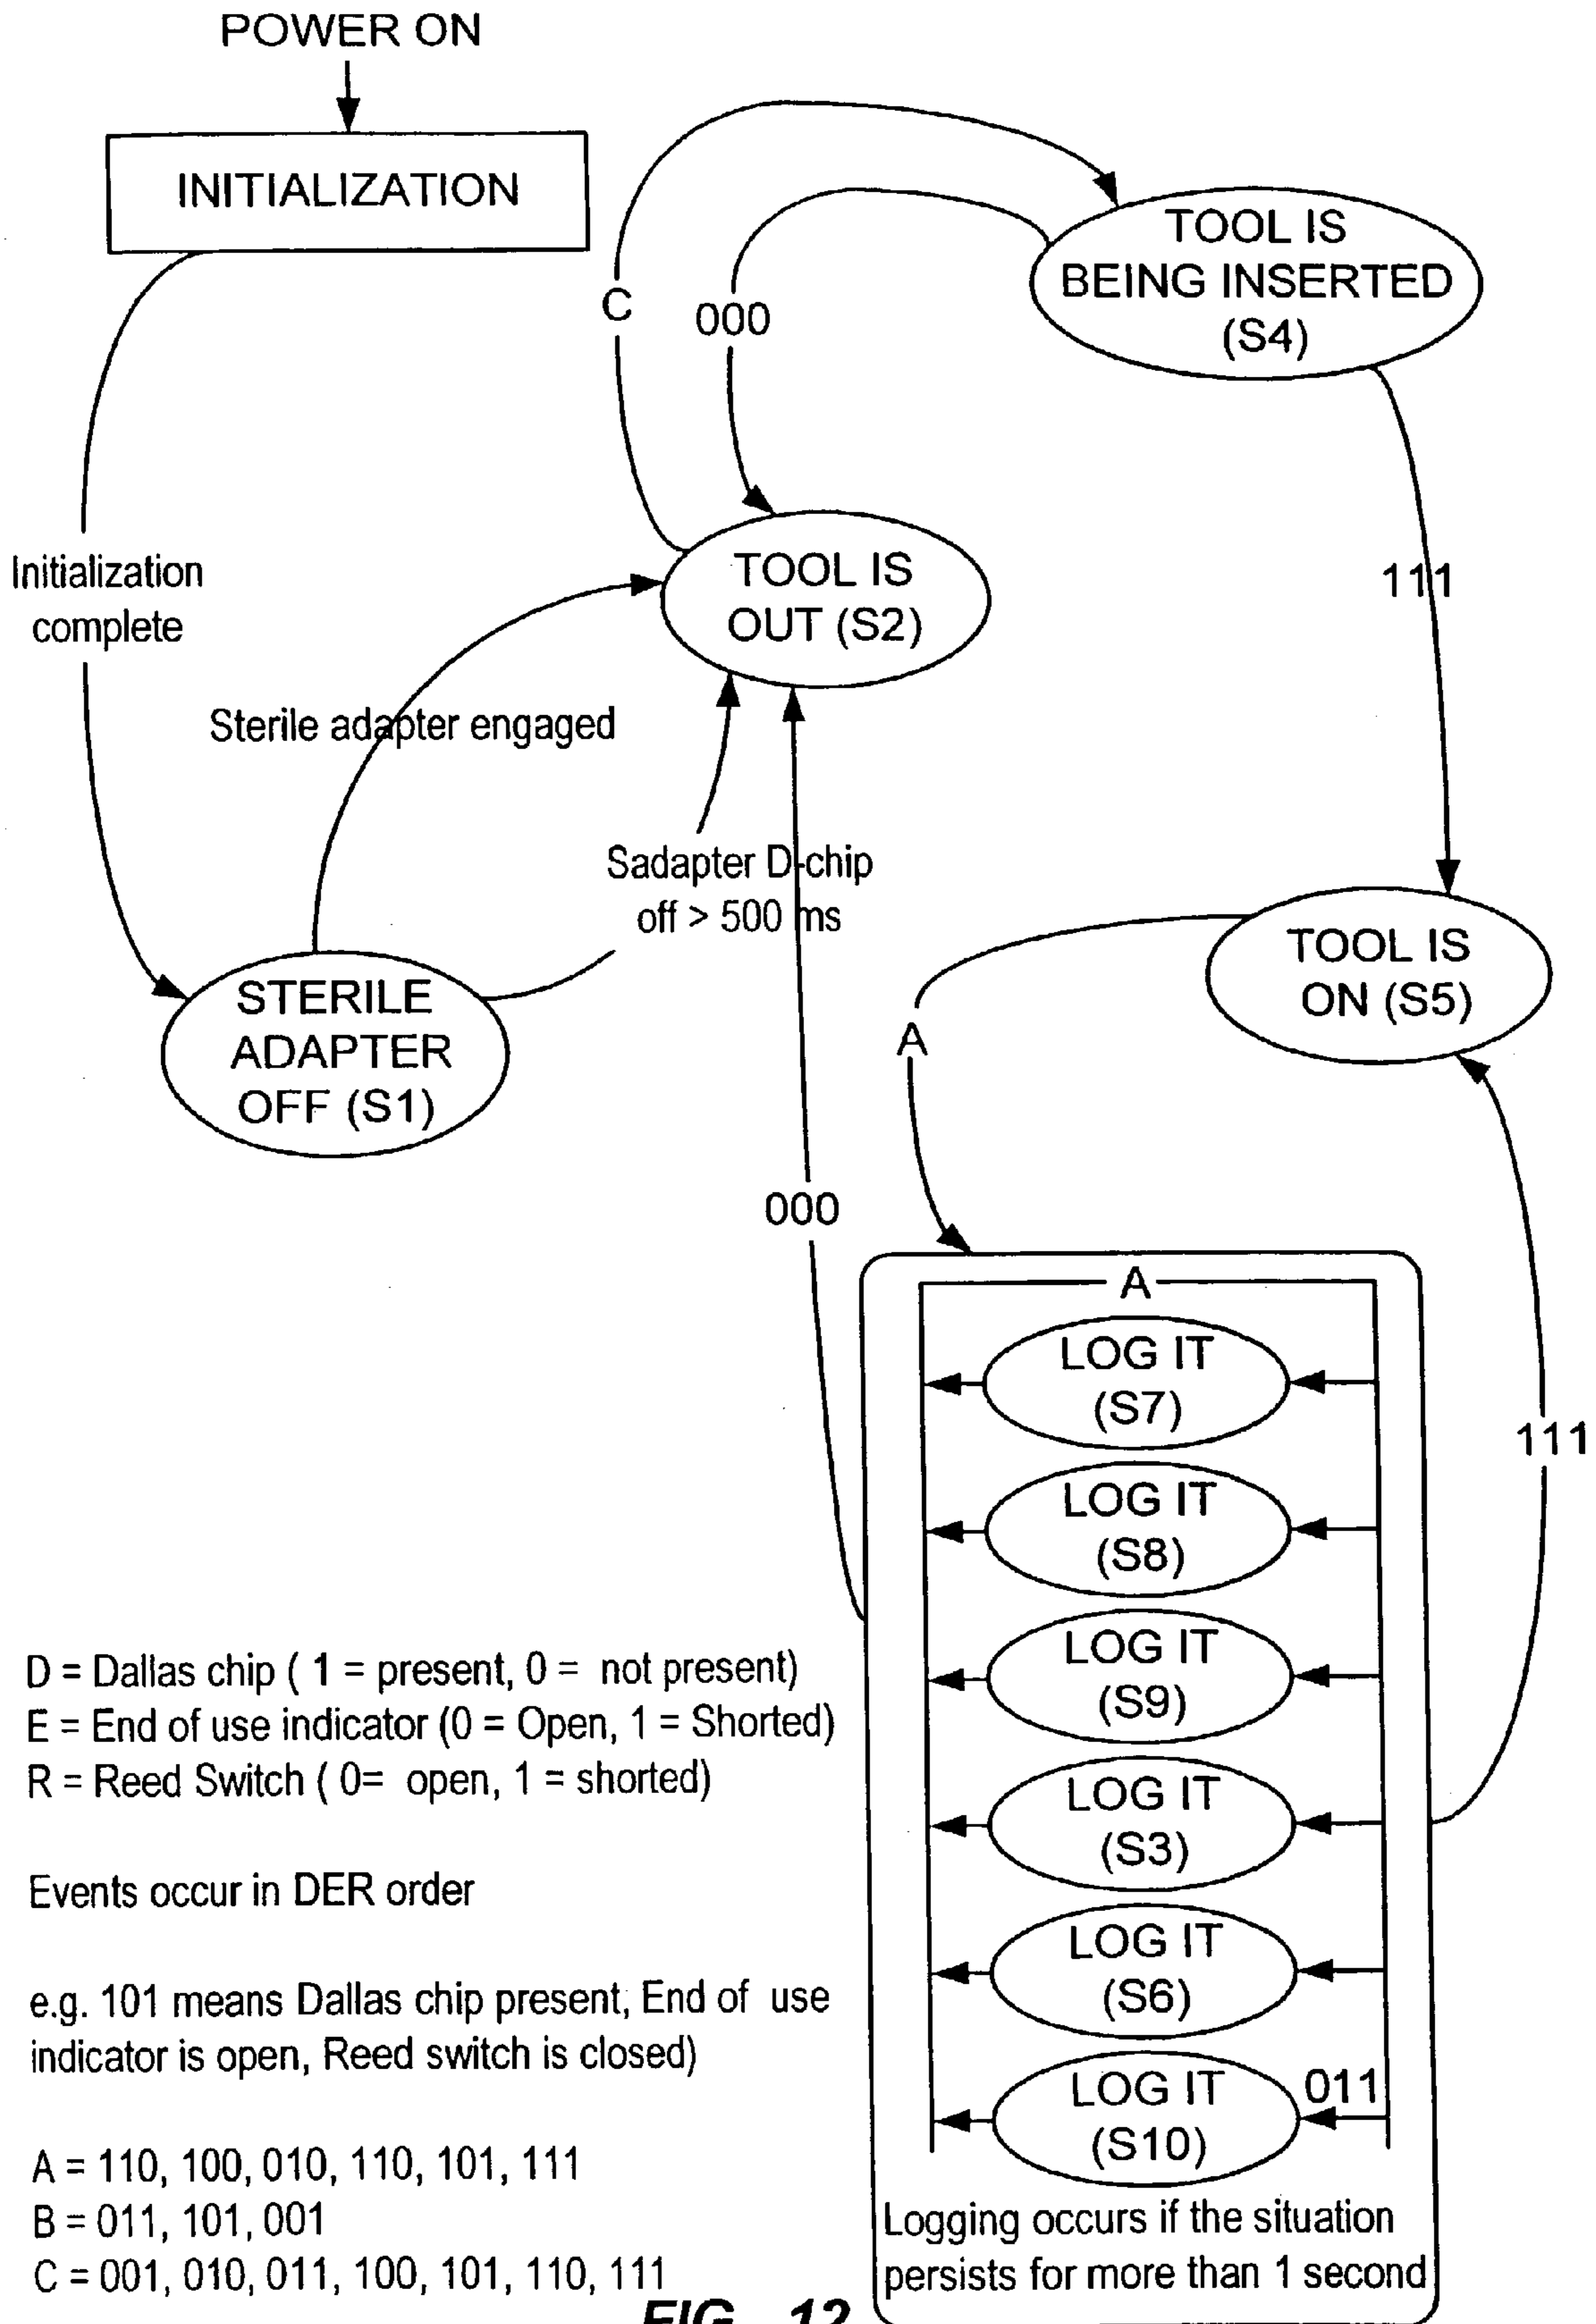 POWER ON
INITIALIZATION
TOOL IS
BEING INSERTED
(S4)
C
000
Initialization
complete
TOOL IS
OUT (S2)
111
Sterile adapter engaged
Sadapter D-chip
off > 500 ms
STERILE
ADAPTER
OFF (S1)
TOOL IS
ON (S5)
A
000
A
LOG IT
(S7)
111
LOG IT
(S8)
LOG IT
(S9)
LOG IT
(S3)
LOG IT
(S6)
LOG IT
(S10)
011
Logging occurs if the situation
persists for more than 1 second
D = Dallas chip ( 1 = present, 0 = not present)
E = End of use indicator (0 = Open, 1 = Shorted)
R = Reed Switch ( 0= open, 1 = shorted)
Events occur in DER order
e.g. 101 means Dallas chip present, End of use
indicator is open, Reed switch is closed)
A = 110, 100, 010, 110, 101, 111
B = 011, 101, 001
C = 001, 010, 011, 100, 101, 110, 111
FIG. 12